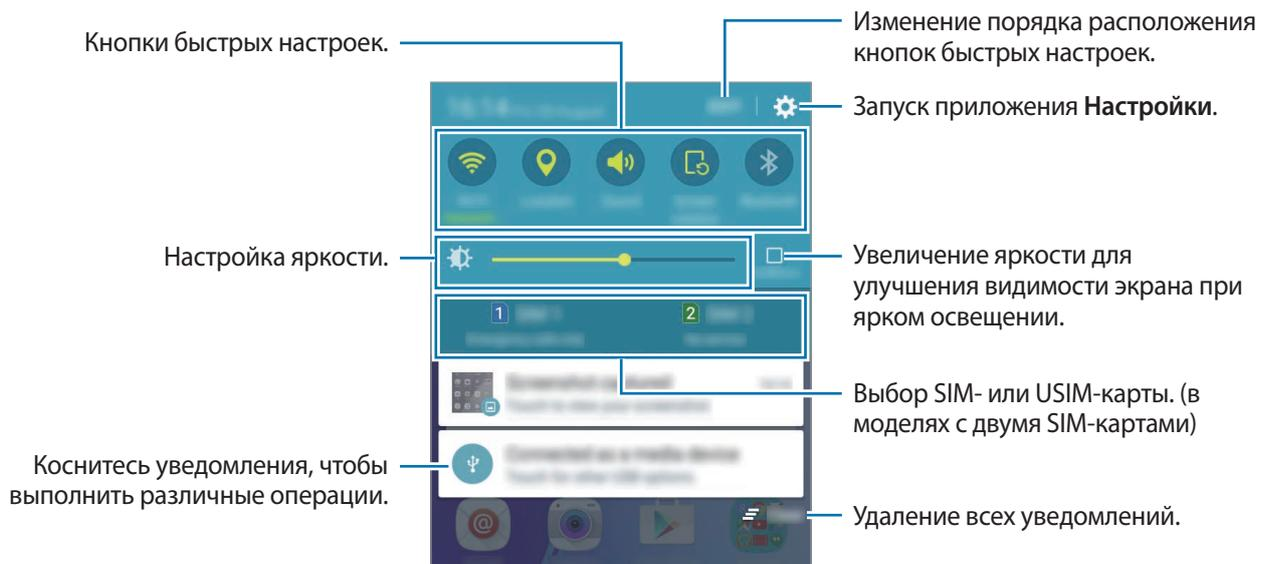 Кнопки быстрых настроек.
Изменение порядка расположения
кнопок быстрых настроек.
Запуск приложения Настройки.
Настройка яркости.
Увеличение яркости для
улучшения видимости экрана при
ярком освещении.
1
2
Выбор SIM- или USIM-карты. (в
моделях с двумя SIM-картами)
Коснитесь уведомления, чтобы
выполнить различные операции.
Удаление всех уведомлений.